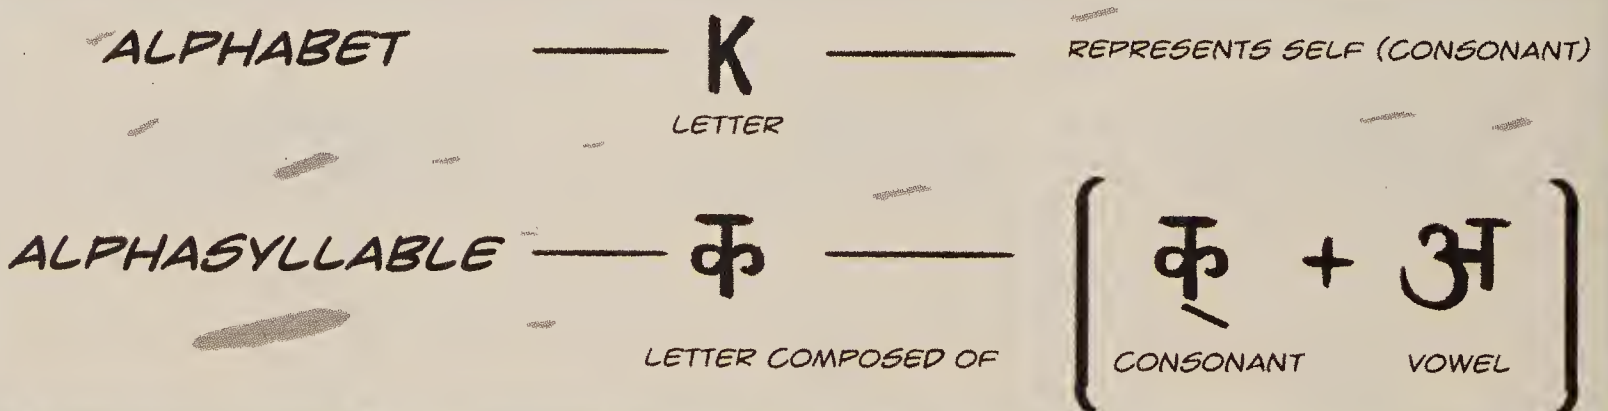 ALPHABET — K — REPRESENTS SELF (CONSONANT)
LETTER
ALPHASYLLABLE — क — [क् + अ]
LETTER COMPOSED OF CONSONANT VOWEL